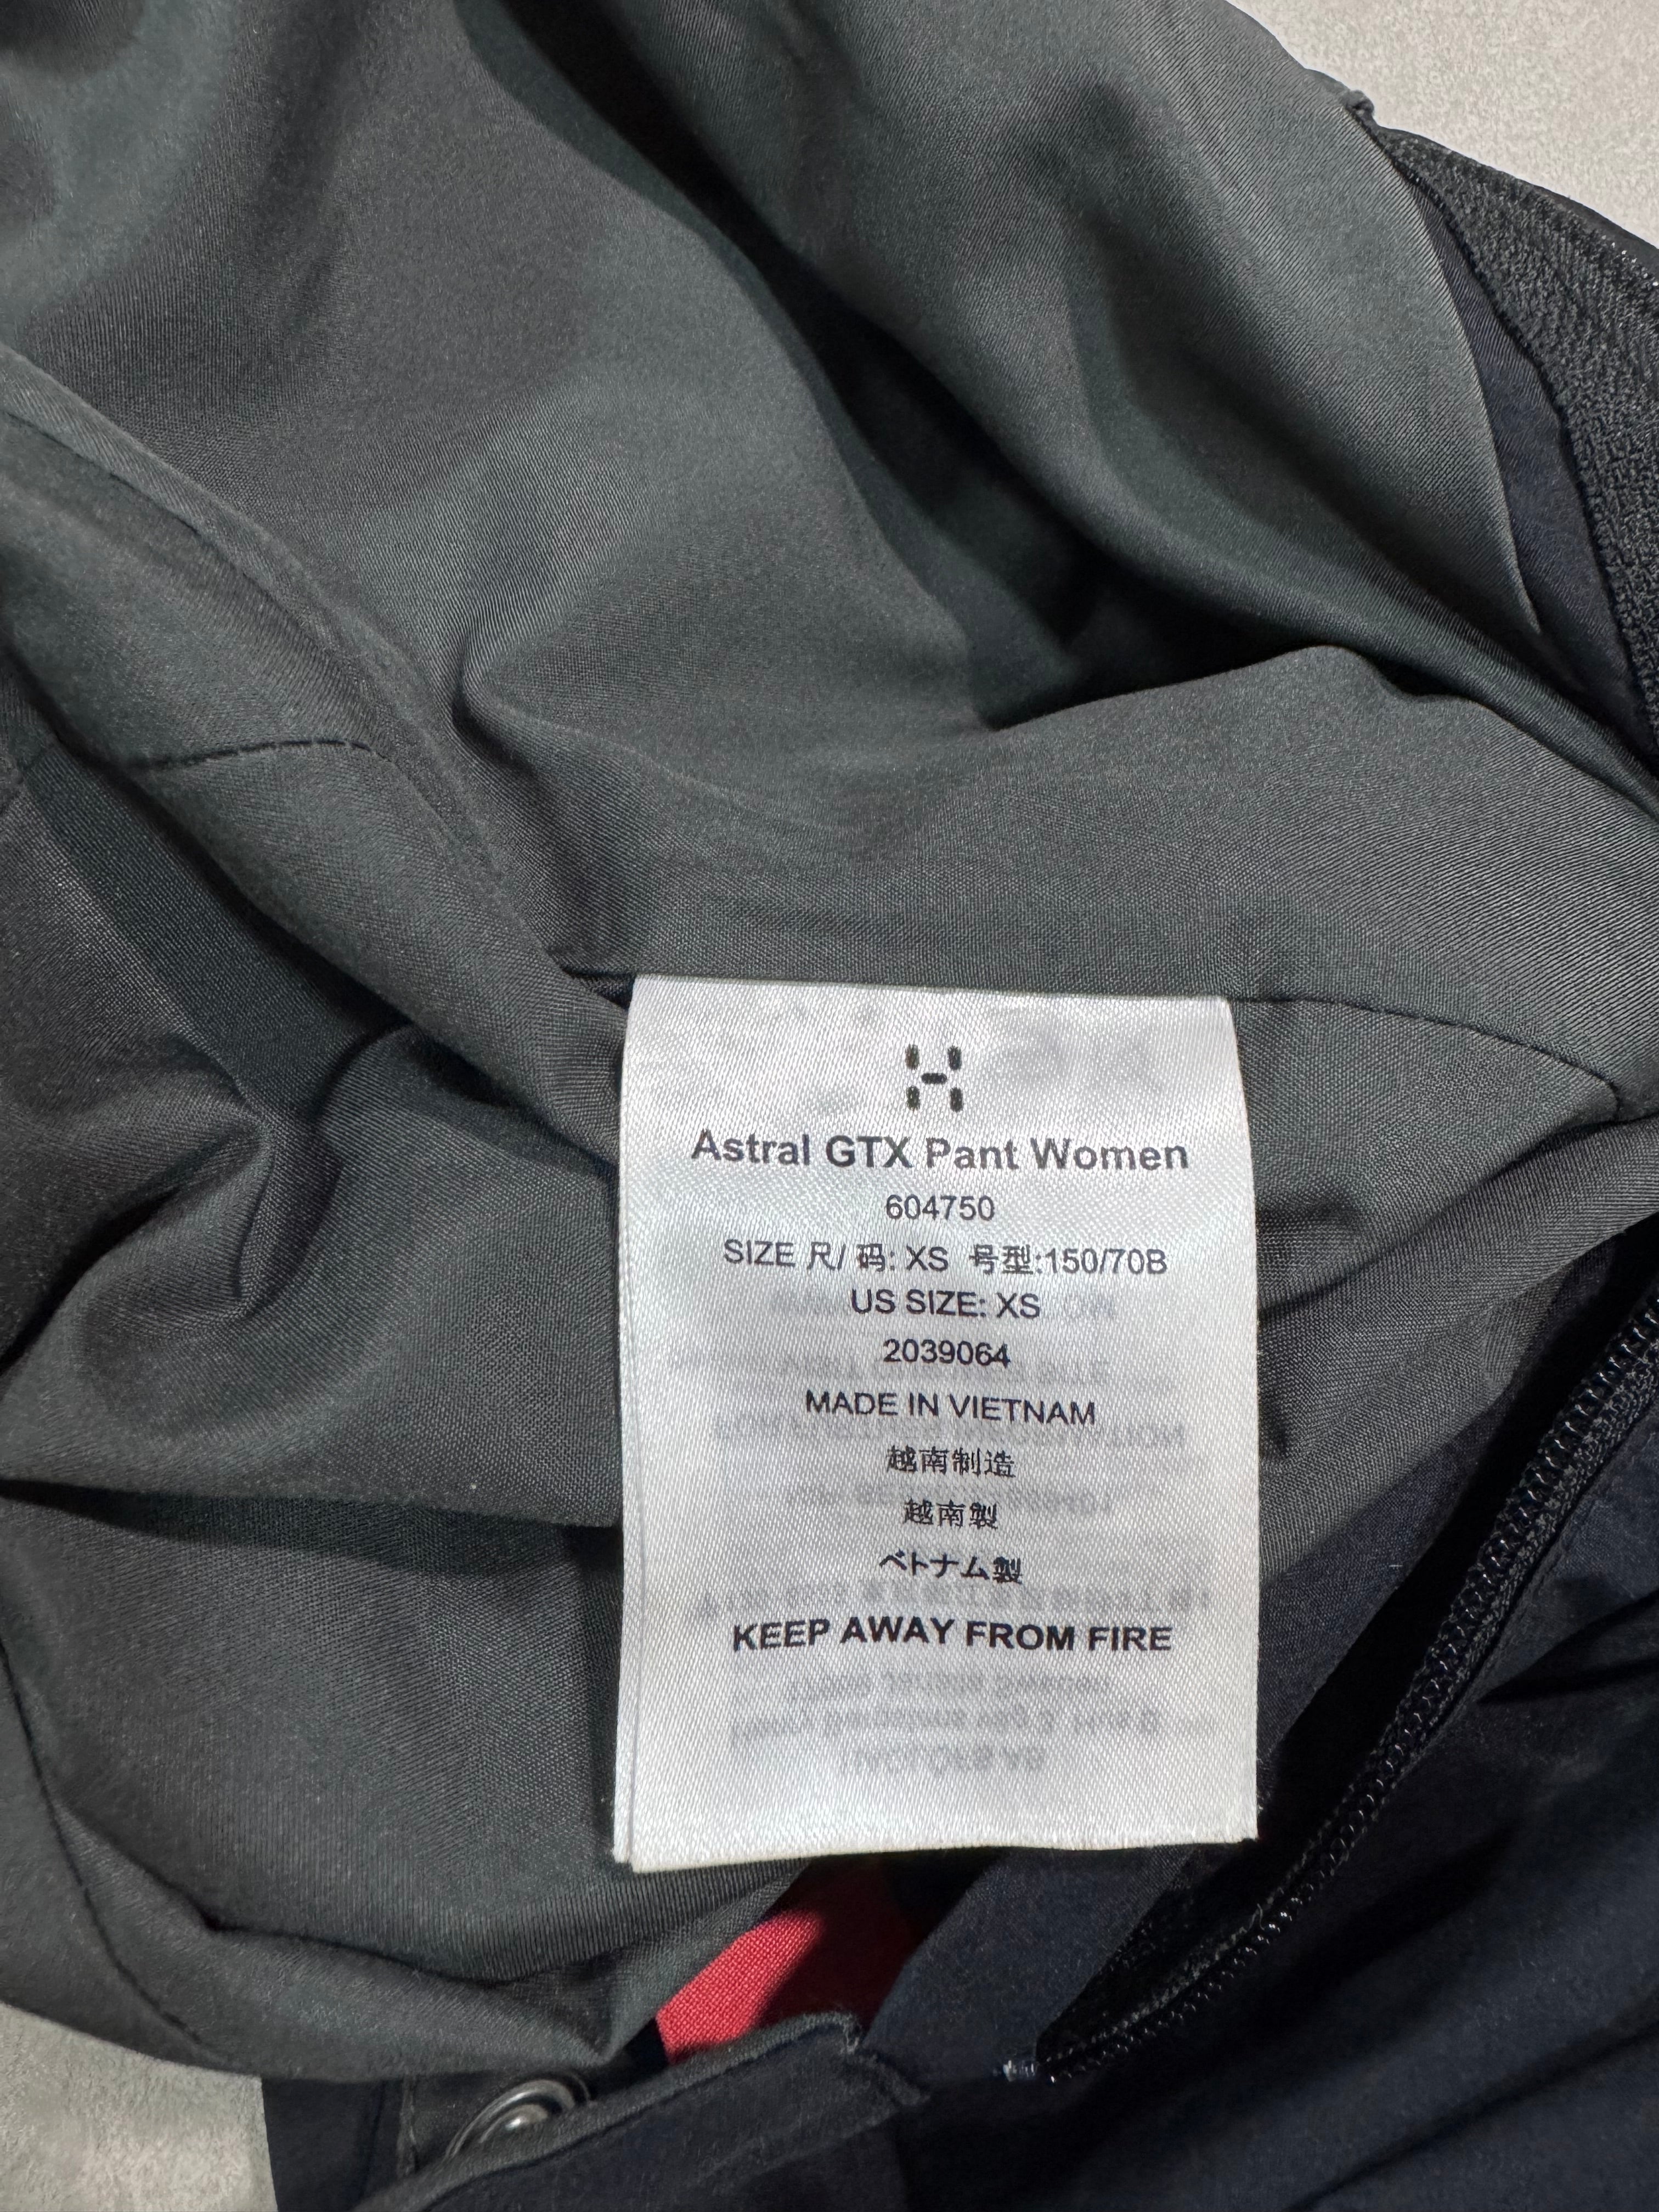 Astral GTX Pant Women
604750
SIZE 尺/ 码: XS 号型:150/70B
US SIZE: XS
2039064
MADE IN VIETNAM
越南制造
越南製
ベトナム製
KEEP AWAY FROM FIRE